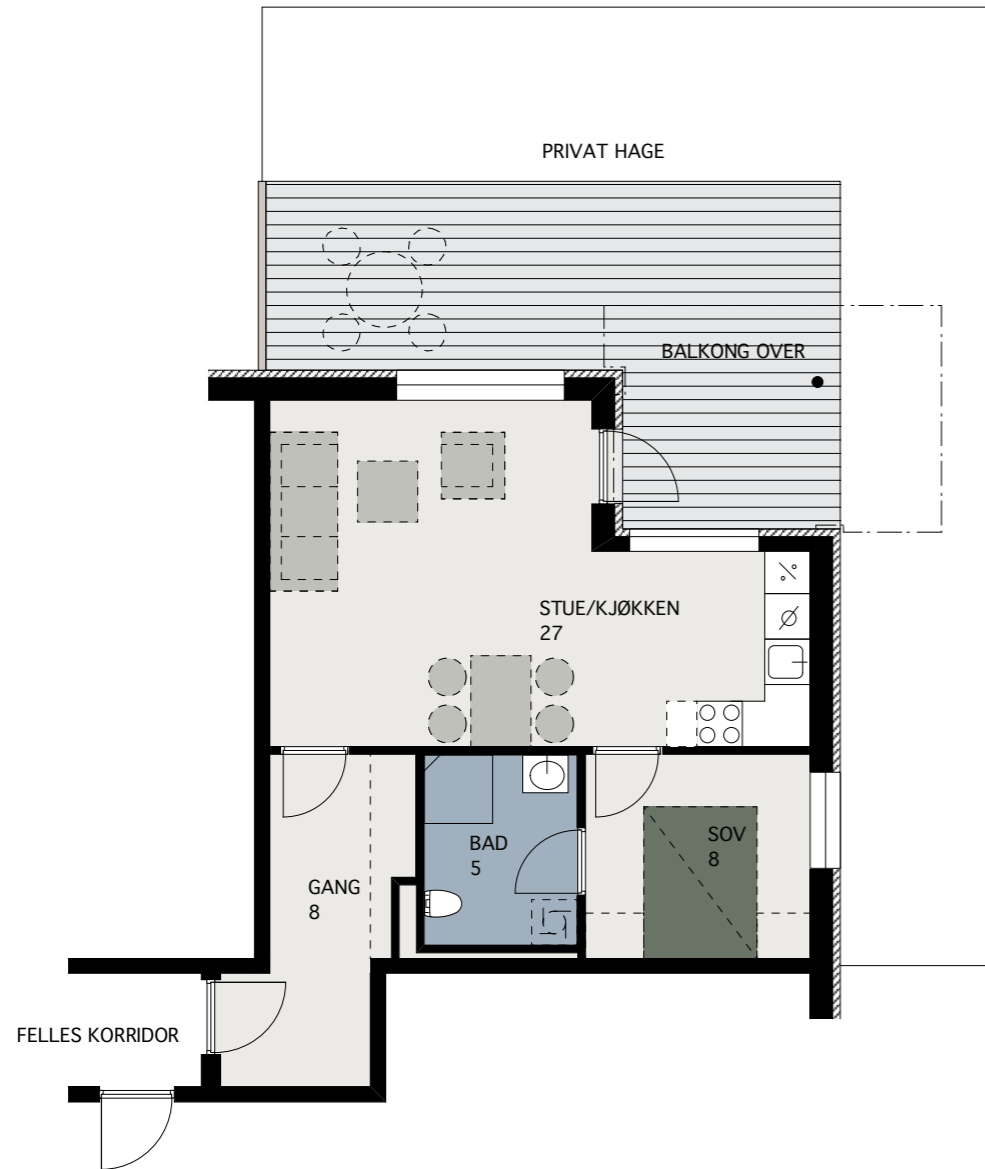 PRIVAT HAGE
BALKONG OVER
STUE/KJØKKEN
27
BAD
5
SOV
8
GANG
8
FELLES KORRIDOR